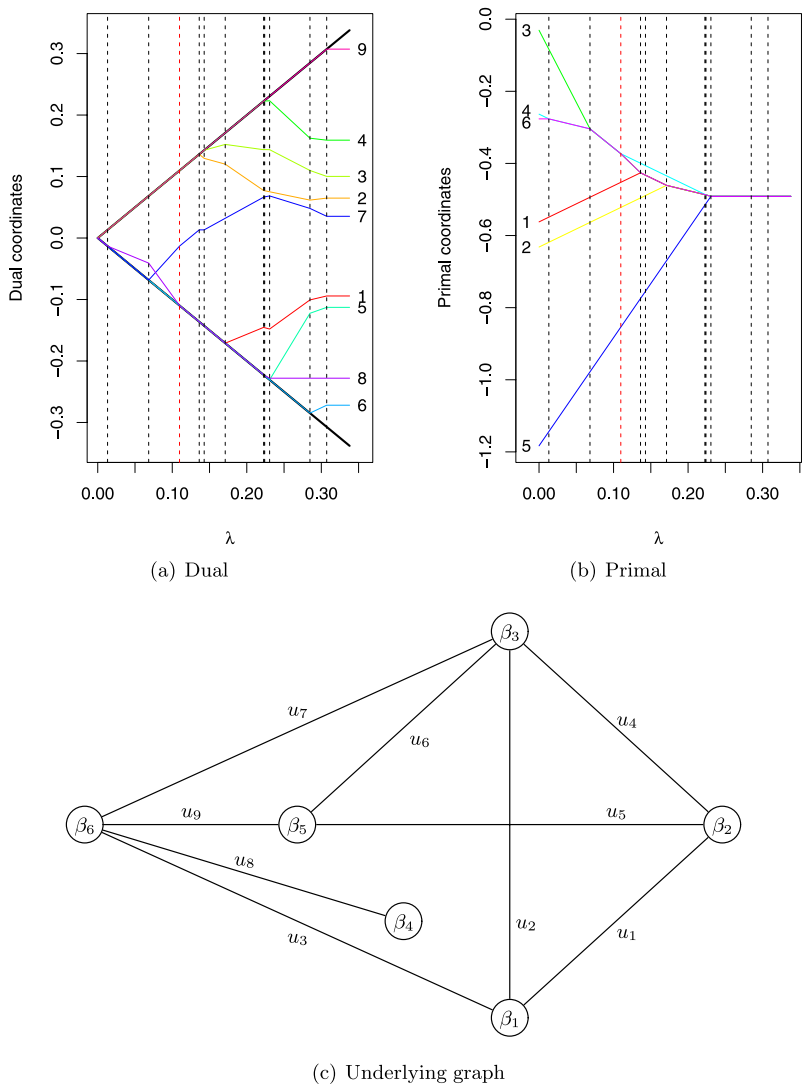 Dual coordinates
0.3
0.2
0.1
0.0
−0.1
−0.2
−0.3
9
4
3
2
7
1
5
8
6
0.00 0.10 0.20 0.30
λ
(a) Dual
Primal coordinates
0.0
−0.2
−0.4
−0.6
−0.8
−1.0
−1.2
3
4
6
1
2
5
0.00 0.10 0.20 0.30
λ
(b) Primal
β3
u7
u4
u6
β6
u9
β5
u5
β2
u8
β4
u3
u2
u1
β1
(c) Underlying graph